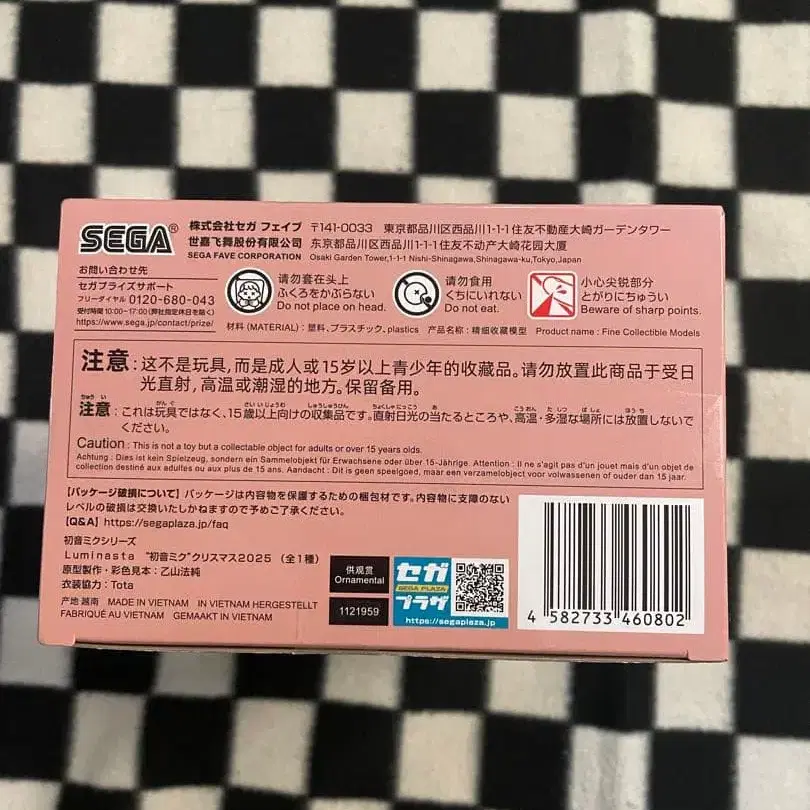 SEGA®
株式会社セガ フェイブ 〒141-0033 東京都品川区西品川1-1-1住友不動産大崎ガーデンタワー
世嘉飞舞股份有限公司 东京都品川区西品川1-1-1住友不动产大崎花园大厦
SEGA FAVE CORPORATION Osaki Garden Tower,1-1-1 Nishi-Shinagawa,Shinagawa-ku,Tokyo,Japan
お問い合わせ先
セガプライズサポート
フリーダイヤル 0120-680-043
受付時間 10:00~17:00(弊社指定休日を除く)
https://www.sega.jp/contact/prize/
请勿套在头上
ふくろをかぶらない
Do not place on head.
请勿食用
くちにいれない
Do not eat.
小心尖锐部分
とがりにちゅうい
Beware of sharp points.
材料 (MATERIAL) : 塑料、プラスチック、plastics 产品名称 : 精细收藏模型 Product name : Fine Collectible Models
注意 : 这不是玩具, 而是成人或15岁以上青少年的收藏品。请勿放置此商品于受日
光直射, 高温或潮湿的地方。保留备用。
注意 : これは玩具ではなく、15歳以上向けの収集品です。直射日光の当たるところや、高温・多湿な場所には放置しないで
ください。
Caution : This is not a toy but a collectable object for adults or over 15 years olds.
Achtung : Dies ist kein Spielzeug, sondern ein Sammelobjekt für Erwachsene oder über 15-Jährige. Attention : Il ne s'agit pas d'un jouet mais d'un objet de
collection destiné aux adultes ou aux plus de 15 ans. Aandacht : Dit is geen speelgoed, maar een verzamelobject voor volwassenen of ouder dan 15 jaar.
【パッケージ破損について】パッケージは内容物を保護するための梱包材です。内容物に支障のない
レベルの破損は交換いたしかねますので予めご了承ください。
【Q&A】https://segaplaza.jp/faq
初音ミクシリーズ
Luminasta “初音ミク”クリスマス2025 (全1種)
原型製作・彩色見本 : 乙山法純
衣装協力 : Tota
产地 越南 MADE IN VIETNAM IN VIETNAM HERGESTELLT
FABRIQUÉ AU VIETNAM GEMAAKT IN VIETNAM
供观赏
Ornamental
1121959
セガ
SEGA PLAZA
プラザ
https://segaplaza.jp
4 582733 460802